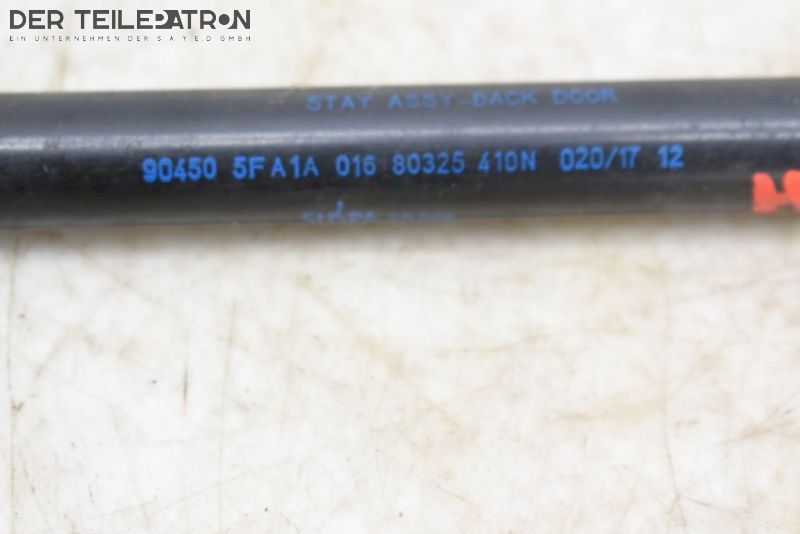 DER TEILEPATRON
EIN UNTERNEHMEN DER S A Y E.D GMBH
STAY ASSY-BACK DOOR
90450 5FA1A 016 80325 410N 020/17 12